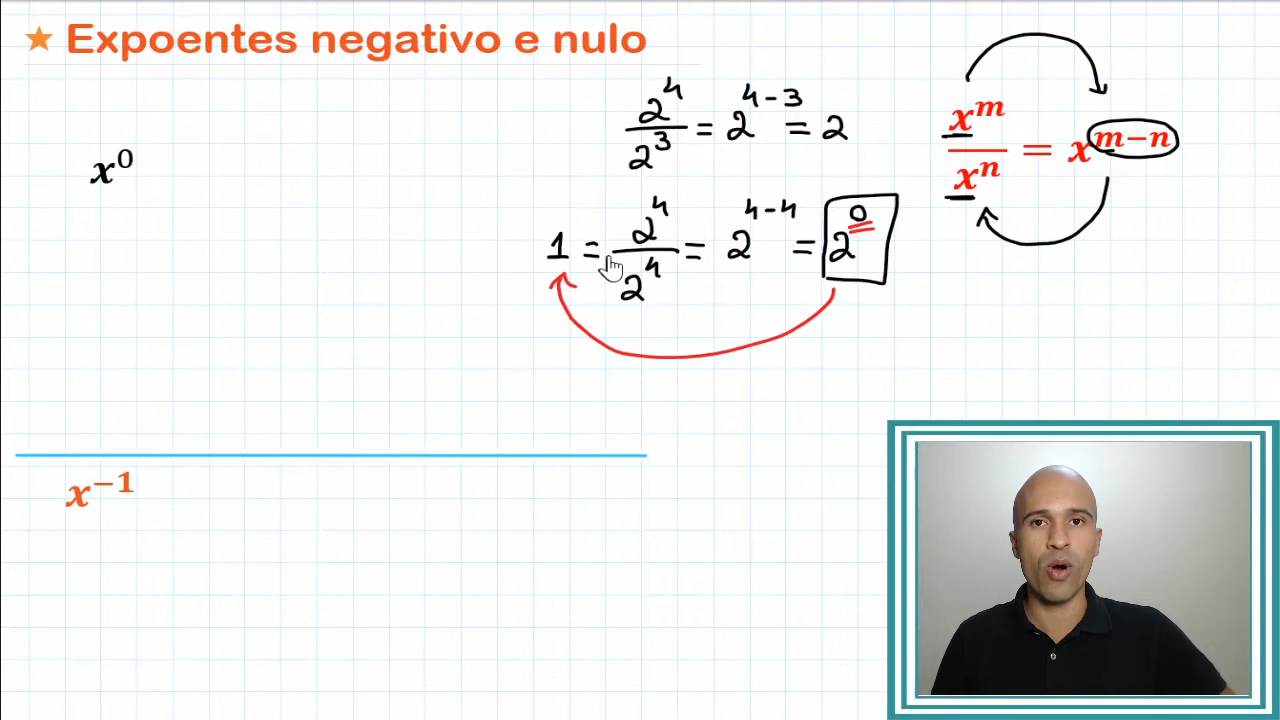 ★ Expoentes negativo e nulo
2⁴/2³ = 2⁴⁻³ = 2
xᵐ/xⁿ = xᵐ⁻ⁿ
x⁰
1 = 2⁴/2⁴ = 2⁴⁻⁴ = 2⁰
x⁻¹